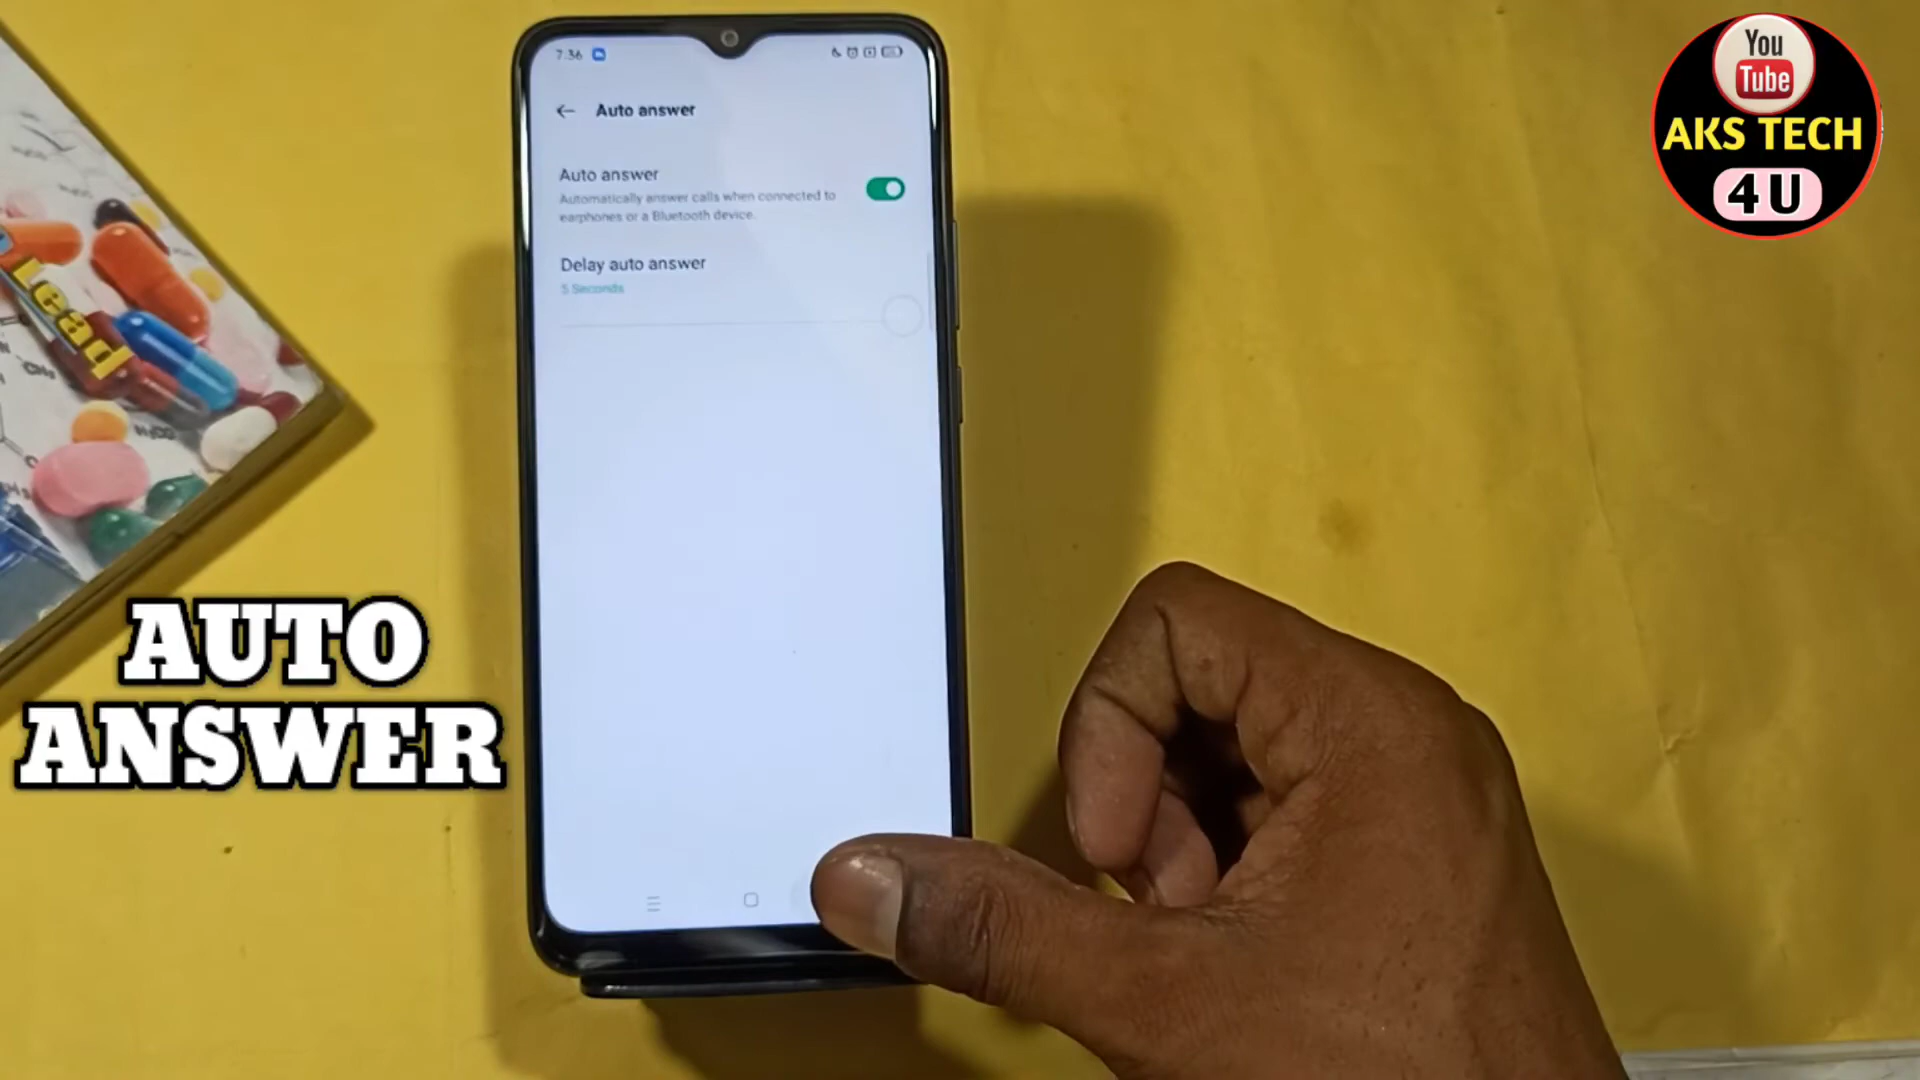 7:36
Auto answer
Auto answer
Automatically answer calls when connected to
earphones or a Bluetooth device.
Delay auto answer
5 Seconds
You
Tube
AKS TECH
4U
Lead
AUTO
ANSWER